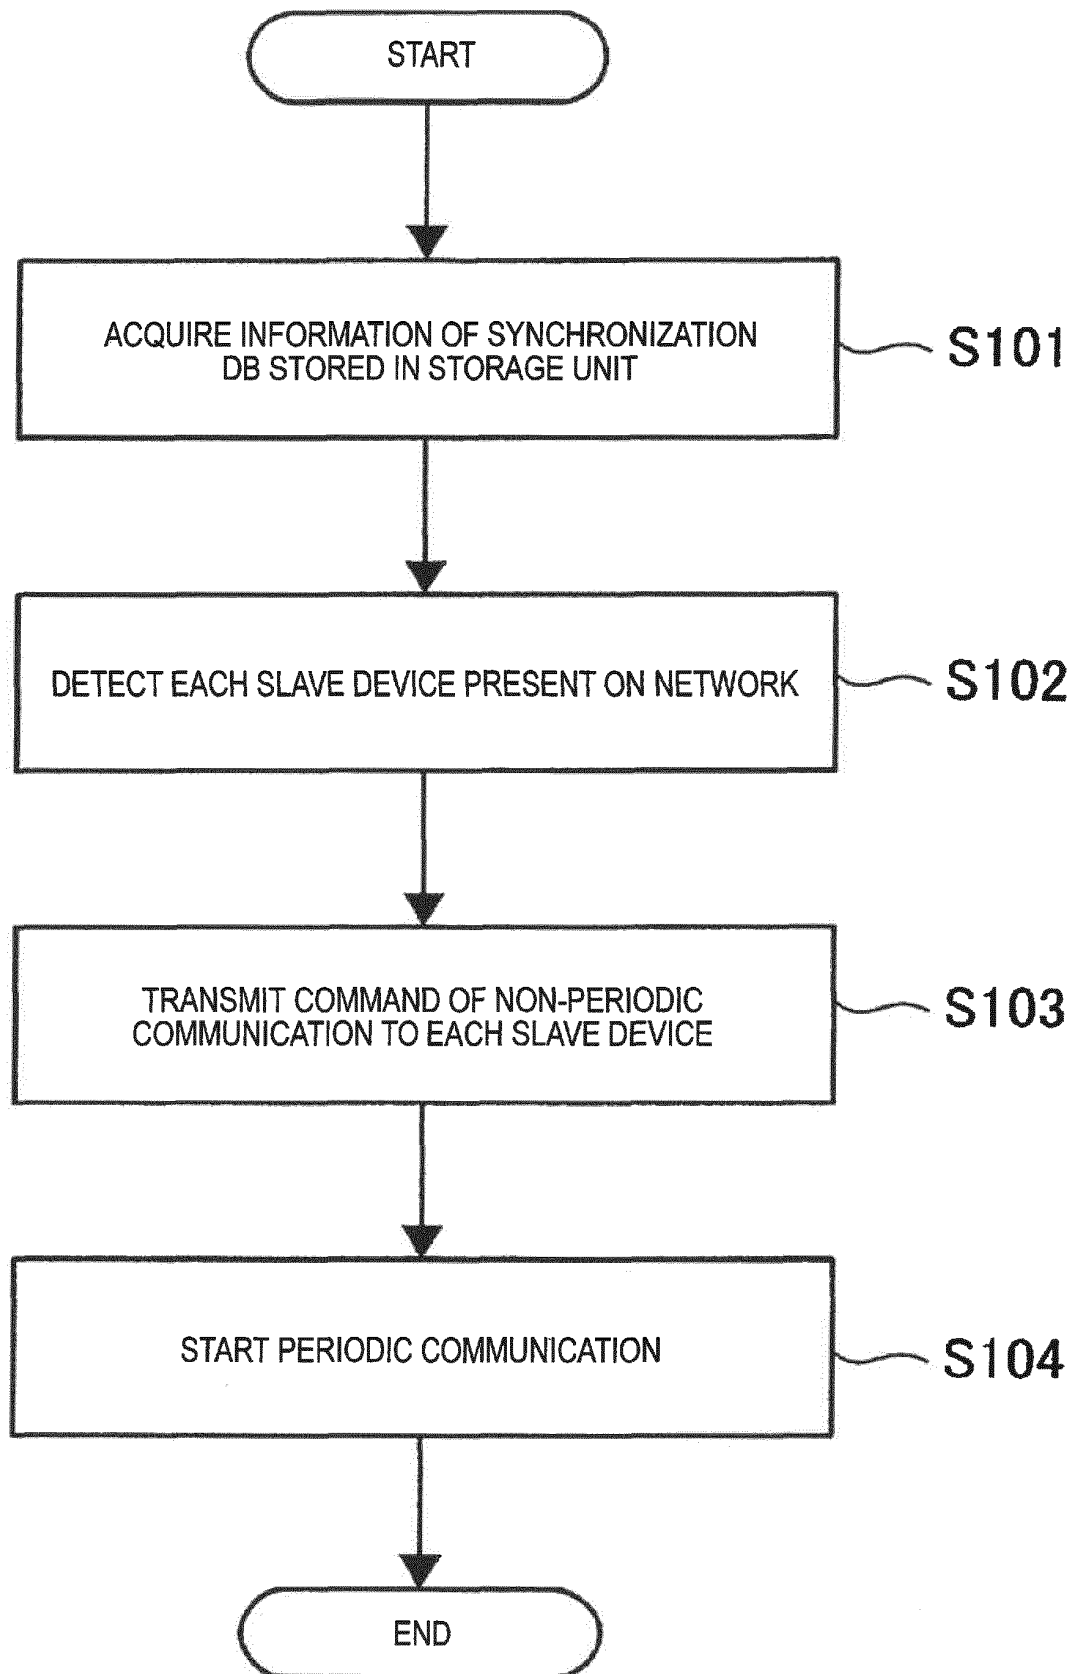 START
ACQUIRE INFORMATION OF SYNCHRONIZATION
DB STORED IN STORAGE UNIT
S101
DETECT EACH SLAVE DEVICE PRESENT ON NETWORK
S102
TRANSMIT COMMAND OF NON-PERIODIC
COMMUNICATION TO EACH SLAVE DEVICE
S103
START PERIODIC COMMUNICATION
S104
END